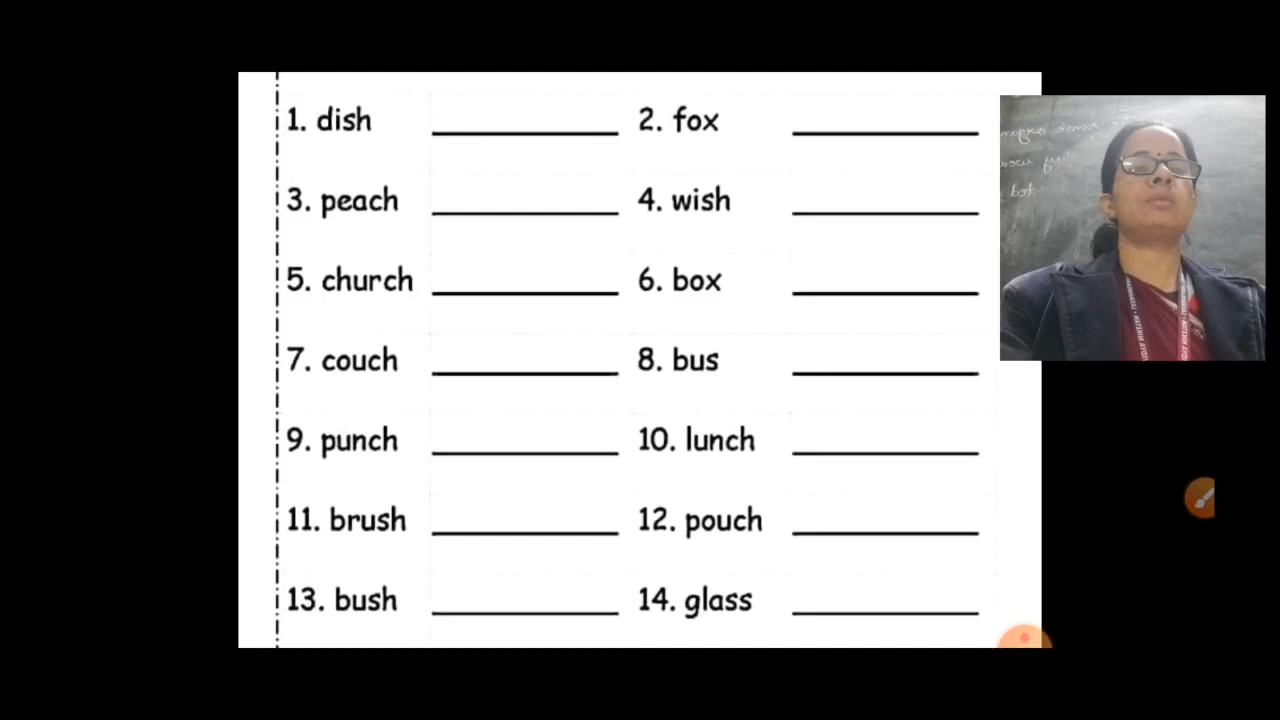 1. dish 2. fox
3. peach 4. wish
5. church 6. box
7. couch 8. bus
9. punch 10. lunch
11. brush 12. pouch
13. bush 14. glass